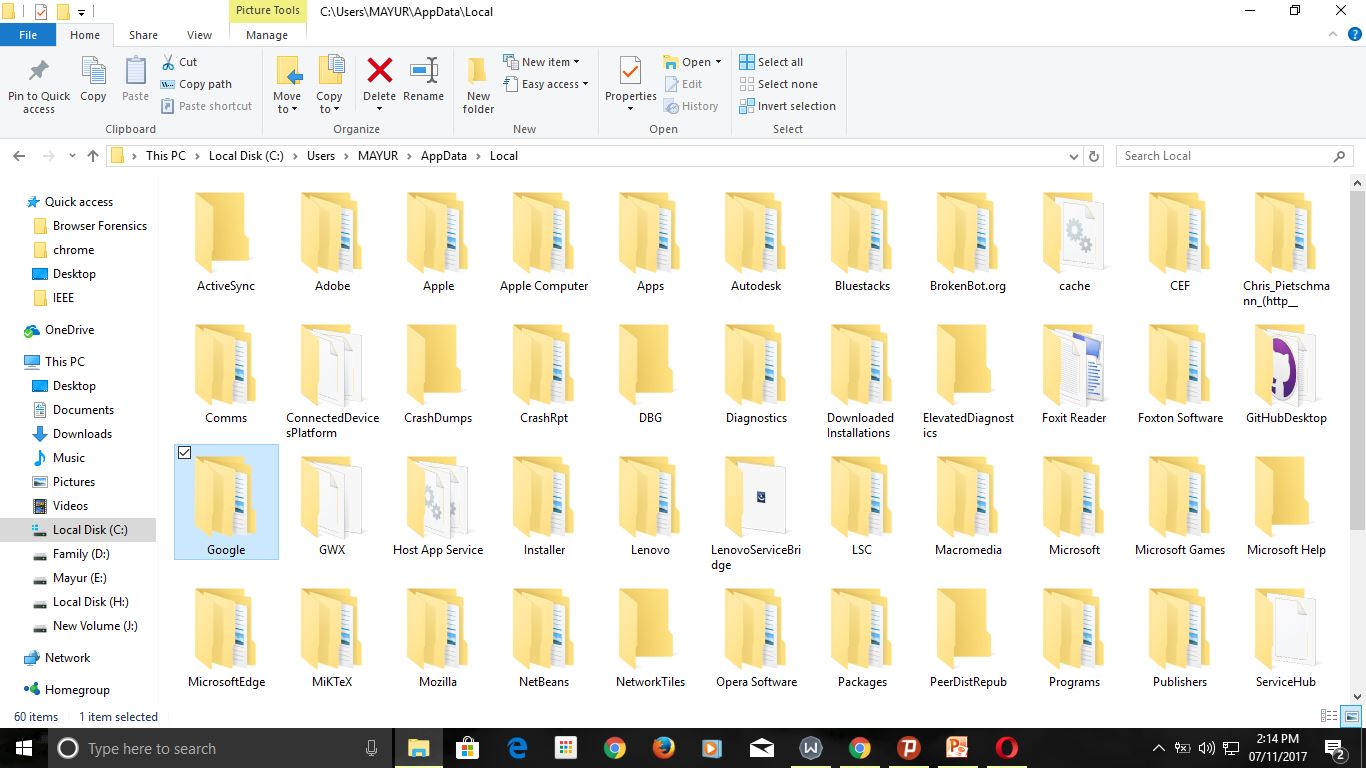 Picture Tools
C:\Users\MAYUR\AppData\Local
File
Home
Share
View
Manage
Pin to Quick
access
Copy
Paste
Cut
Copy path
Paste shortcut
Clipboard
Move
to
Copy
to
Delete
Rename
Organize
New
folder
New item
Easy access
New
Properties
Open
Edit
History
Open
Select all
Select none
Invert selection
Select
This PC
Local Disk (C:)
Users
MAYUR
AppData
Local
Search Local
Quick access
Browser Forensics
chrome
Desktop
IEEE
OneDrive
This PC
Desktop
Documents
Downloads
Music
Pictures
Videos
Local Disk (C:)
Family (D:)
Mayur (E:)
Local Disk (H:)
New Volume (J:)
Network
Homegroup
ActiveSync
Adobe
Apple
Apple Computer
Apps
Autodesk
Bluestacks
BrokenBot.org
cache
CEF
Chris_Pietschm
ann_(http__
Comms
ConnectedDevic
esPlatform
CrashDumps
CrashRpt
DBG
Diagnostics
Downloaded
Installations
ElevatedDiagnost
ics
Foxit Reader
Foxton Software
GitHubDesktop
Google
GWX
Host App Service
Installer
Lenovo
LenovoServiceBri
dge
LSC
Macromedia
Microsoft
Microsoft Games
Microsoft Help
MicrosoftEdge
MiKTeX
Mozilla
NetBeans
NetworkTiles
Opera Software
Packages
PeerDistRepub
Programs
Publishers
ServiceHub
60 items
1 item selected
Type here to search
2:14 PM
07/11/2017
2